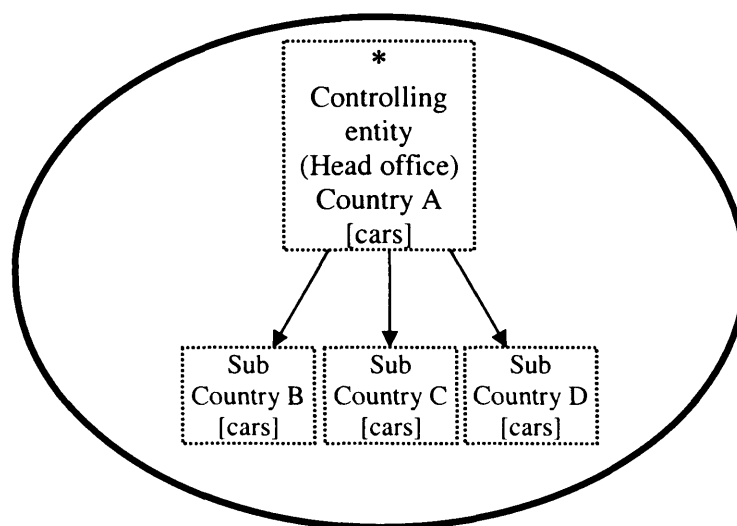 *
Controlling
entity
(Head office)
Country A
[cars]
Sub
Country B
[cars]
Sub
Country C
[cars]
Sub
Country D
[cars]